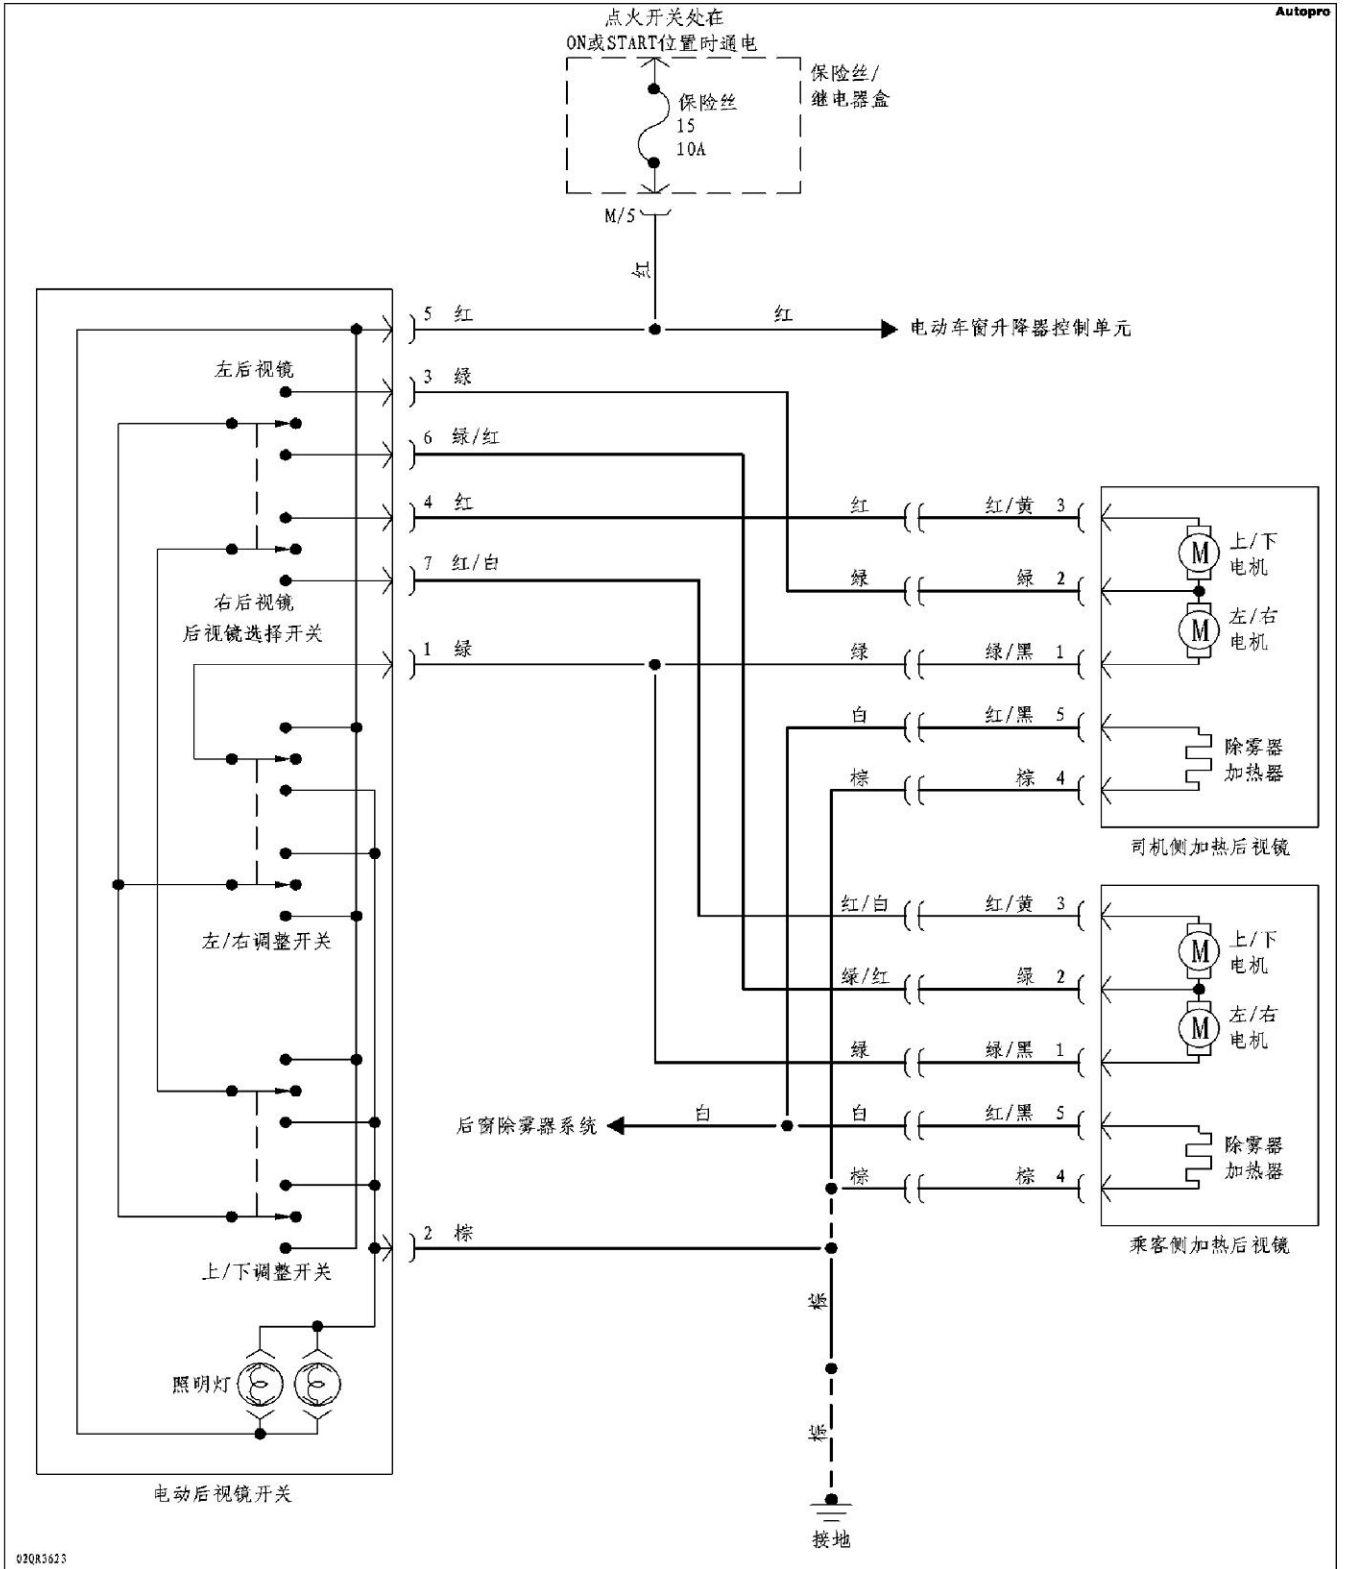 Autopro
点火开关处在
ON或START位置时通电
保险丝/
继电器盒
保险丝
15
10A
M/5
红
5 红
红
电动车窗升降器控制单元
左后视镜
3 绿
6 绿/红
4 红
红
红/黄 3
上/下
电机
7 红/白
绿
绿 2
右后视镜
后视镜选择开关
左/右
电机
1 绿
绿
绿/黑 1
白
红/黑 5
除雾器
加热器
棕
棕 4
司机侧加热后视镜
左/右调整开关
M
M
红/白
红/黄 3
上/下
电机
绿/红
绿 2
左/右
电机
绿
绿/黑 1
M
M
后窗除雾器系统
白
白
红/黑 5
除雾器
加热器
棕
棕 4
乘客侧加热后视镜
2 棕
上/下调整开关
棕
照明灯
棕
电动后视镜开关
接地
02QR3623